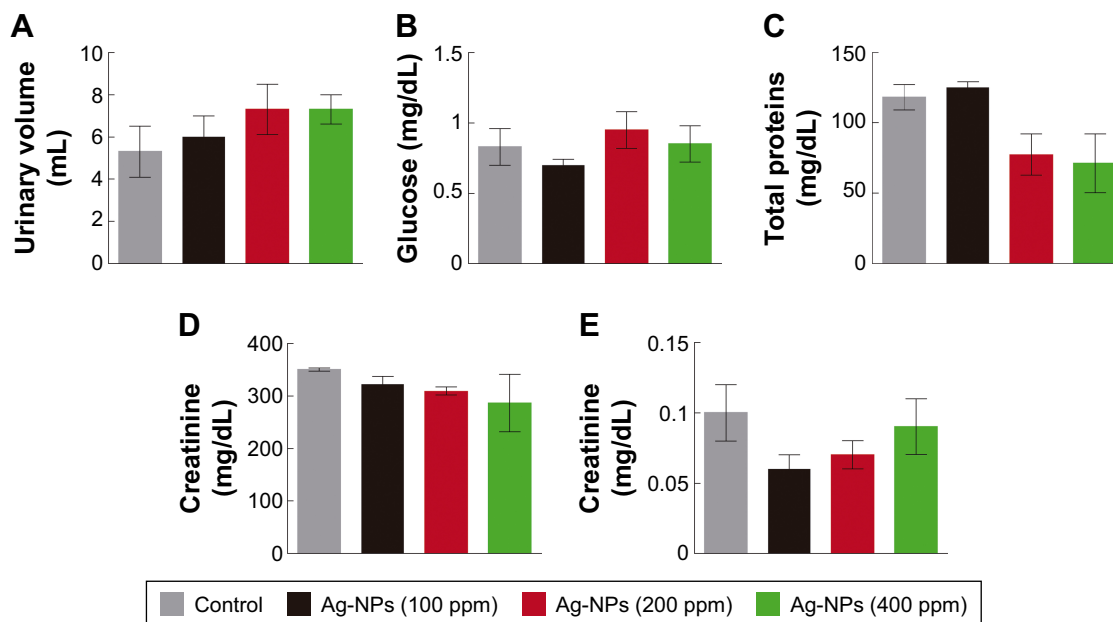 A
Urinary volume
(mL)
10
8
6
4
2
0
B
Glucose (mg/dL)
1.5
1
0.5
0
C
Total proteins
(mg/dL)
150
100
50
0
D
Creatinine
(mg/dL)
400
300
200
100
0
E
Creatinine
(mg/dL)
0.15
0.1
0.05
0
Control
Ag-NPs (100 ppm)
Ag-NPs (200 ppm)
Ag-NPs (400 ppm)